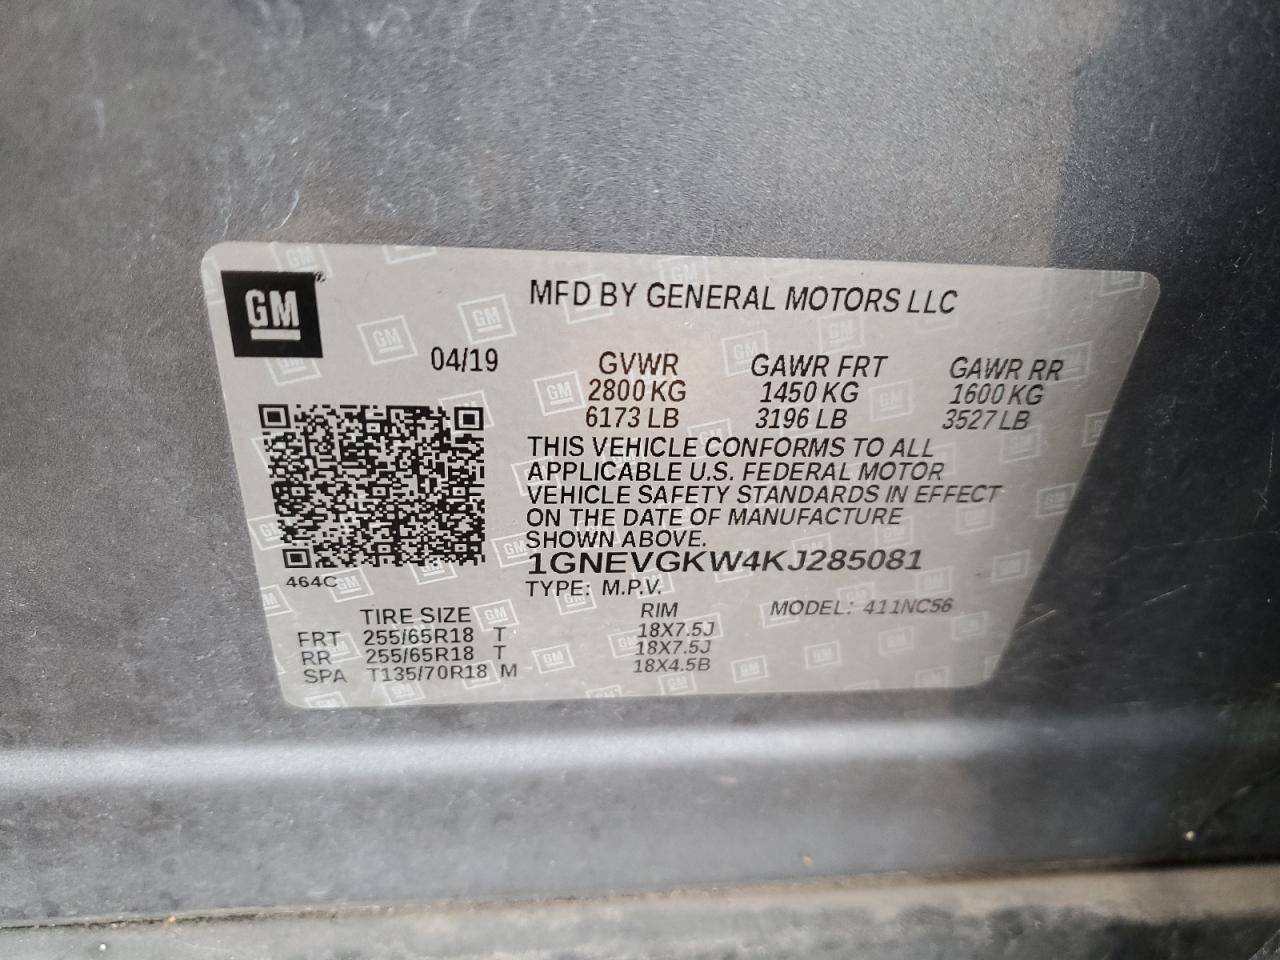 GM®
MFD BY GENERAL MOTORS LLC
04/19 GVWR GAWR FRT GAWR RR
2800 KG 1450 KG 1600 KG
6173 LB 3196 LB 3527 LB
THIS VEHICLE CONFORMS TO ALL
APPLICABLE U.S. FEDERAL MOTOR
VEHICLE SAFETY STANDARDS IN EFFECT
ON THE DATE OF MANUFACTURE
SHOWN ABOVE.
1GNEVGKW4KJ285081
464C
TYPE: M.P.V.
TIRE SIZE RIM MODEL: 411NC56
FRT 255/65R18 T 18X7.5J
RR 255/65R18 T 18X7.5J
SPA T135/70R18 M 18X4.5B